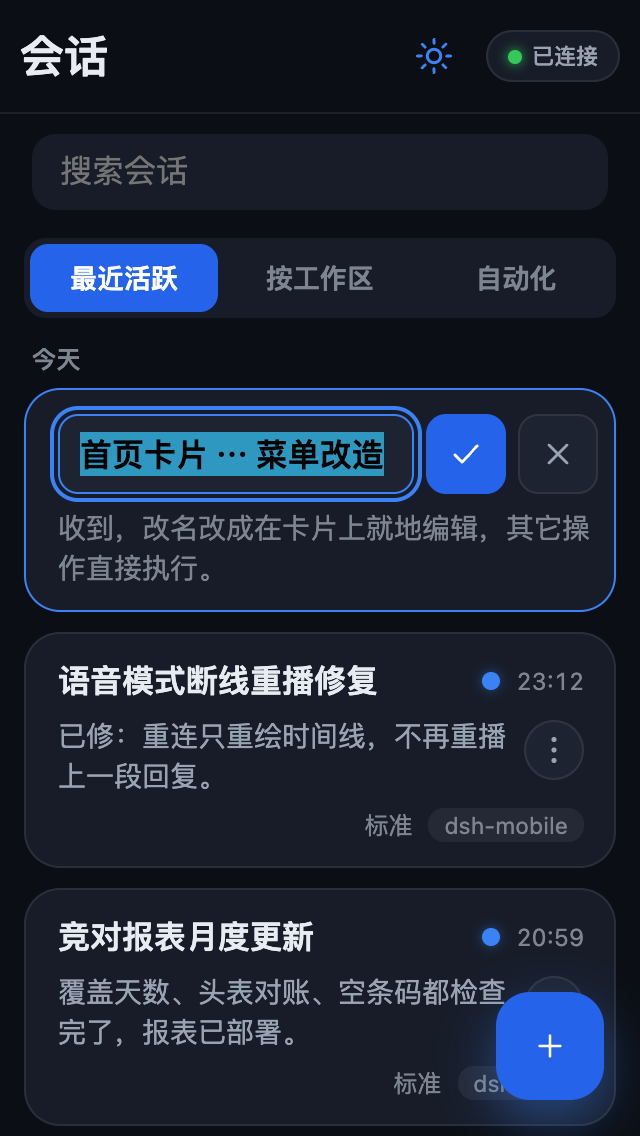 会话
已连接
搜索会话
最近活跃
按工作区
自动化
今天
首页卡片 ··· 菜单改造
收到，改名改成在卡片上就地编辑，其它操
作直接执行。
语音模式断线重播修复
23:12
已修：重连只重绘时间线，不再重播
上一段回复。
标准
dsh-mobile
竞对报表月度更新
20:59
覆盖天数、头表对账、空条码都检查
完了，报表已部署。
标准